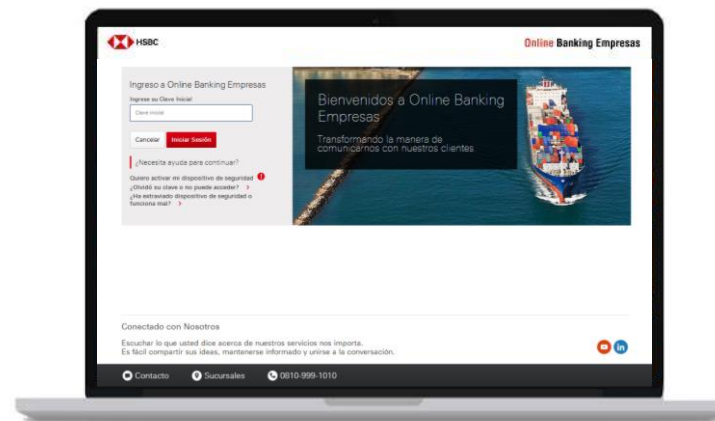 HSBC
Online Banking Empresas
Ingreso a Online Banking Empresas
Ingrese su Clave Inicial
Clave Inicial
Cancelar
Iniciar Sesión
¿Necesita ayuda para continuar?
Quiero activar mi dispositivo de seguridad
¿Olvidó su clave o no puede acceder?
¿Ha extraviado dispositivo de seguridad o
funciona mal?
Bienvenidos a Online Banking
Empresas
Transformando la manera de
comunicarnos con nuestros clientes
Conectado con Nosotros
Escuchar lo que usted dice acerca de nuestros servicios nos importa.
Es fácil compartir sus ideas, mantenerse informado y unirse a la conversación.
in
Contacto
Sucursales
0810-999-1010